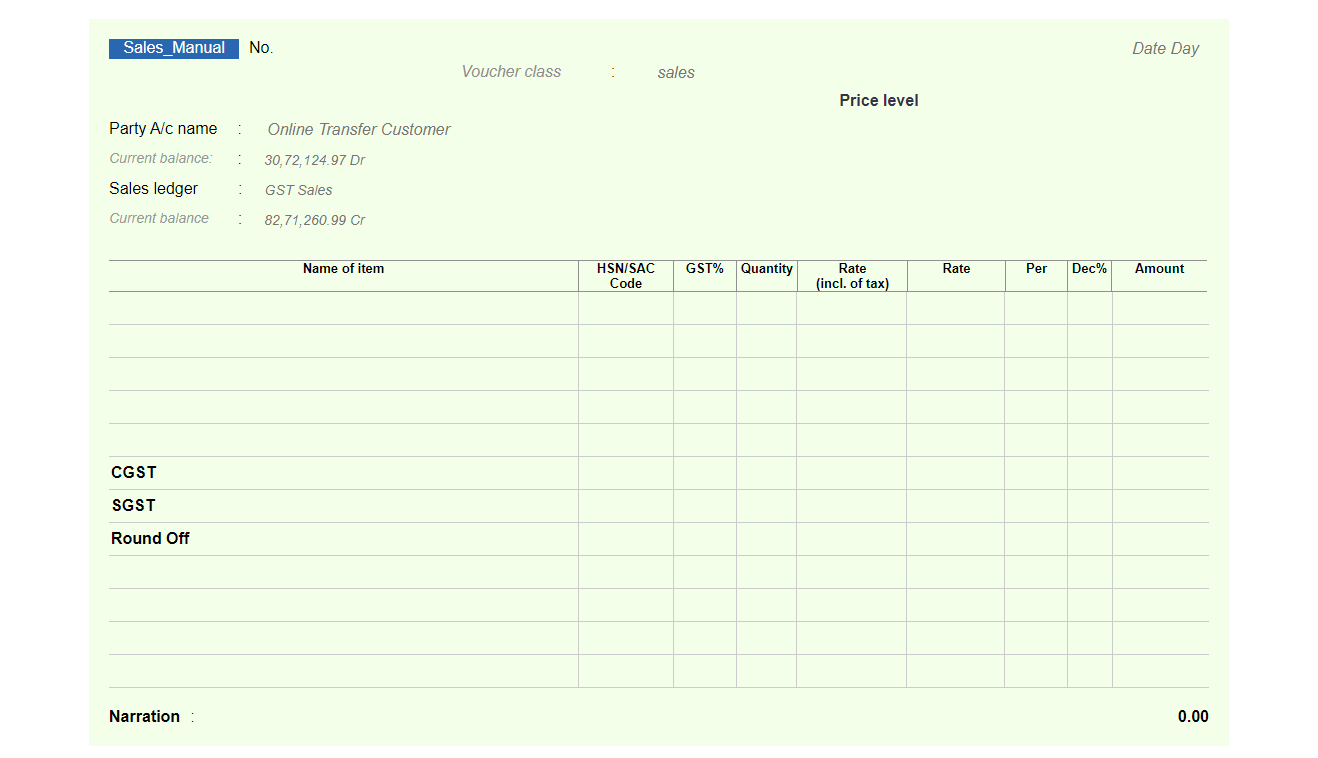 Sales_Manual No. Date Day
Voucher class : sales
Price level
Party A/c name : Online Transfer Customer
Current balance: : 30,72,124.97 Dr
Sales ledger : GST Sales
Current balance : 82,71,260.99 Cr
Name of item HSN/SAC Code GST% Quantity Rate (incl. of tax) Rate Per Dec% Amount
CGST
SGST
Round Off
Narration : 0.00